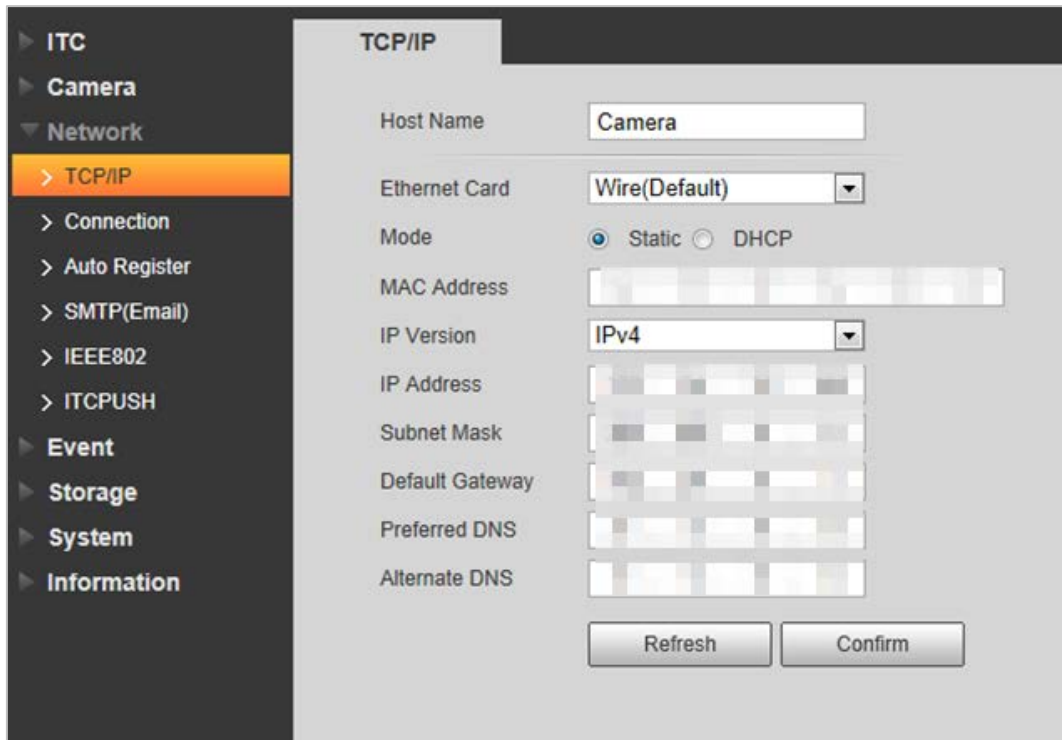 ITC
Camera
Network
TCP/IP
Connection
Auto Register
SMTP(Email)
IEEE802
ITCPUSH
Event
Storage
System
Information
TCP/IP
Host Name Camera
Ethernet Card Wire(Default)
Mode Static DHCP
MAC Address
IP Version IPv4
IP Address
Subnet Mask
Default Gateway
Preferred DNS
Alternate DNS
Refresh Confirm